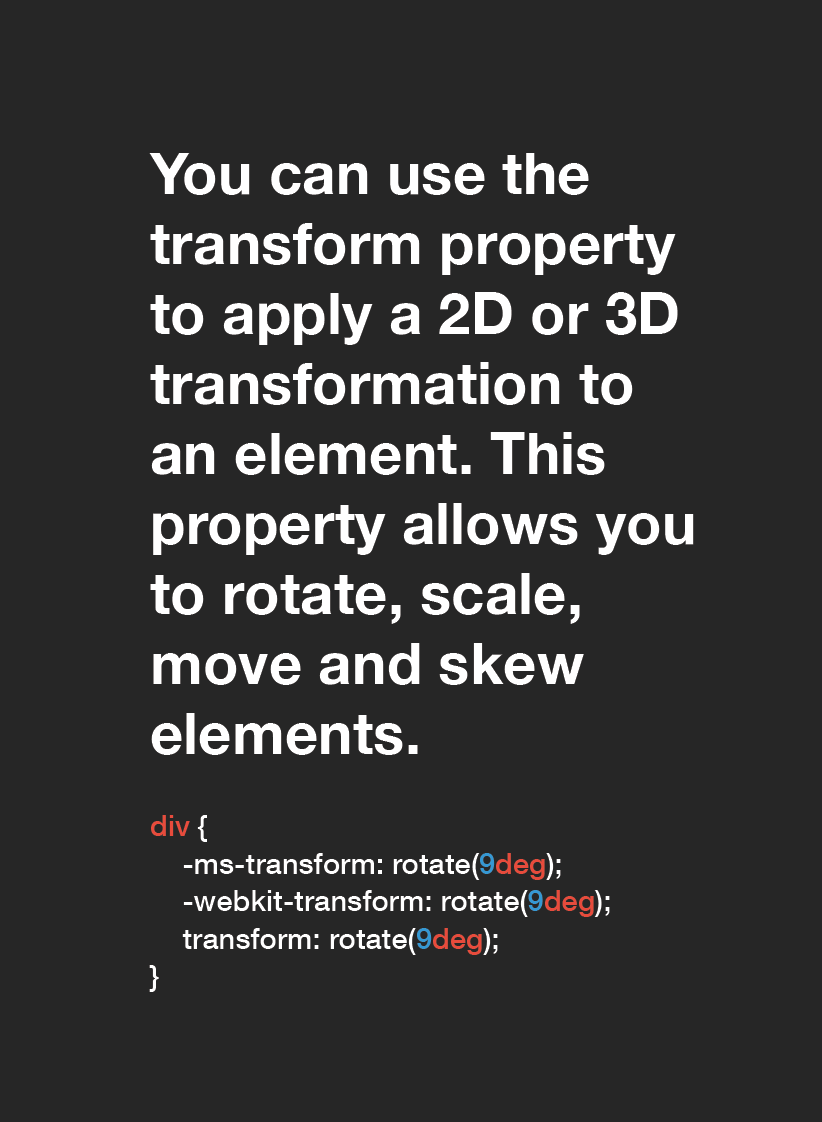 You can use the
transform property
to apply a 2D or 3D
transformation to
an element. This
property allows you
to rotate, scale,
move and skew
elements.
div {
-ms-transform: rotate(9deg);
-webkit-transform: rotate(9deg);
transform: rotate(9deg);
}